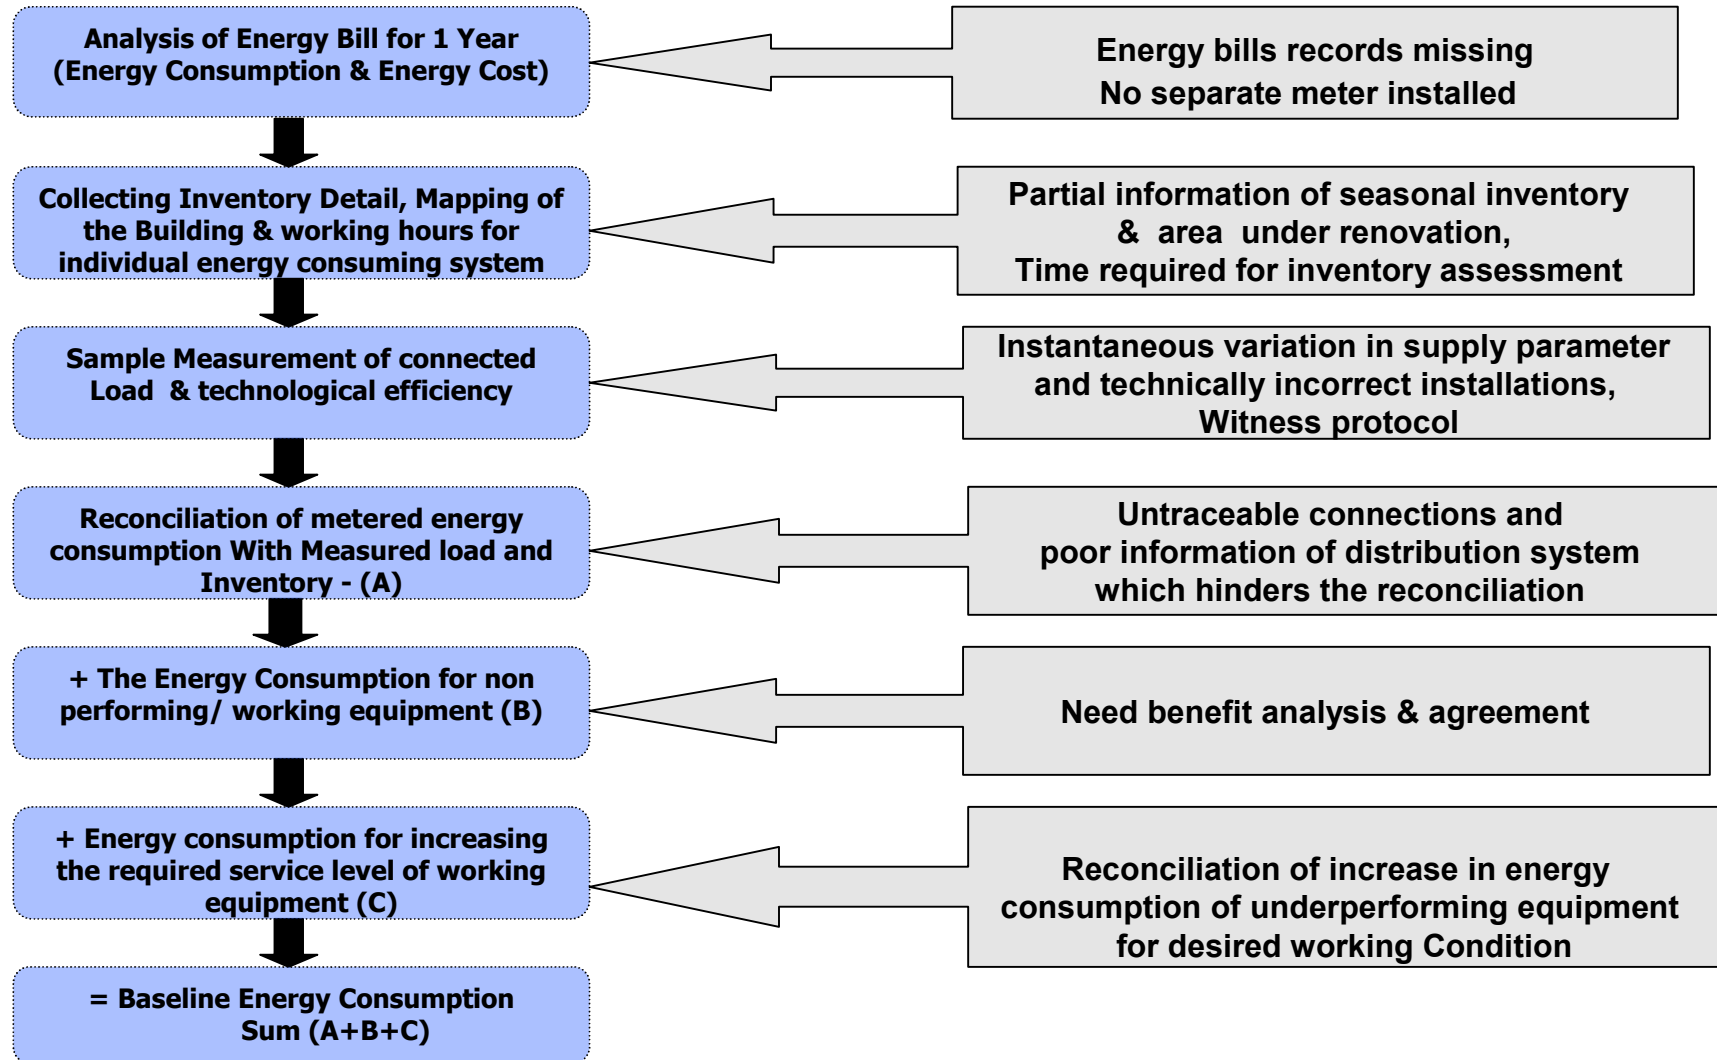 Analysis of Energy Bill for 1 Year
(Energy Consumption & Energy Cost)
Energy bills records missing
No separate meter installed
Collecting Inventory Detail, Mapping of
the Building & working hours for
individual energy consuming system
Partial information of seasonal inventory
& area under renovation,
Time required for inventory assessment
Sample Measurement of connected
Load & technological efficiency
Instantaneous variation in supply parameter
and technically incorrect installations,
Witness protocol
Reconciliation of metered energy
consumption With Measured load and
Inventory - (A)
Untraceable connections and
poor information of distribution system
which hinders the reconciliation
+ The Energy Consumption for non
performing/ working equipment (B)
Need benefit analysis & agreement
+ Energy consumption for increasing
the required service level of working
equipment (C)
Reconciliation of increase in energy
consumption of underperforming equipment
for desired working Condition
= Baseline Energy Consumption
Sum (A+B+C)